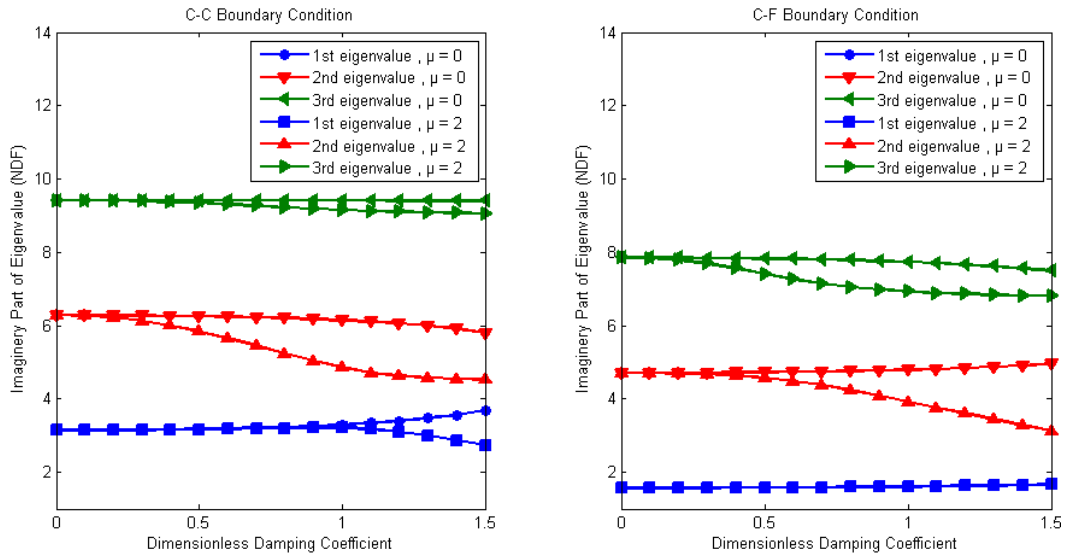 C-C Boundary Condition
14
12
10
8
6
4
2
0
0.5
1
1.5
Imaginery Part of Eigenvalue (NDF)
Dimensionless Damping Coefficient
1st eigenvalue , μ = 0
2nd eigenvalue , μ = 0
3rd eigenvalue , μ = 0
1st eigenvalue , μ = 2
2nd eigenvalue , μ = 2
3rd eigenvalue , μ = 2
C-F Boundary Condition
14
12
10
8
6
4
2
0
0.5
1
1.5
Imaginery Part of Eigenvalue (NDF)
Dimensionless Damping Coefficient
1st eigenvalue , μ = 0
2nd eigenvalue , μ = 0
3rd eigenvalue , μ = 0
1st eigenvalue , μ = 2
2nd eigenvalue , μ = 2
3rd eigenvalue , μ = 2